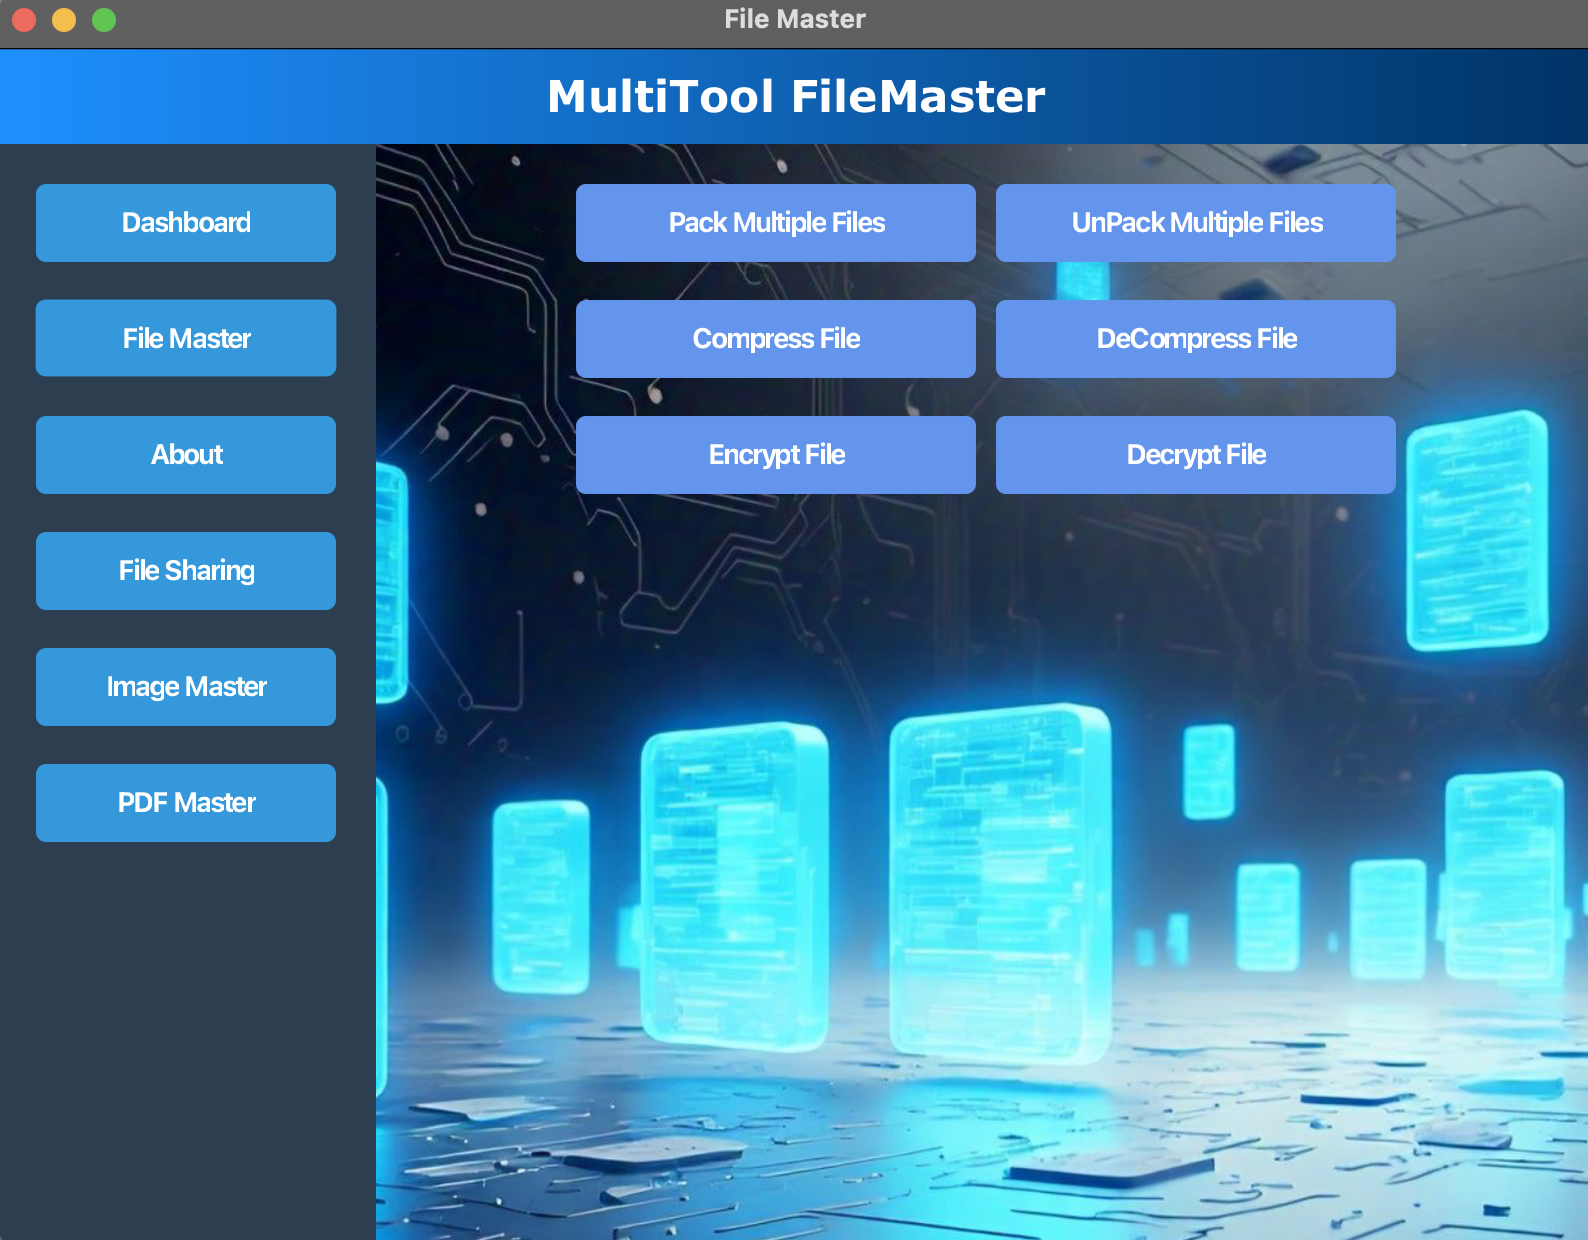 File Master
MultiTool FileMaster
Dashboard
File Master
About
File Sharing
Image Master
PDF Master
Pack Multiple Files
UnPack Multiple Files
Compress File
DeCompress File
Encrypt File
Decrypt File